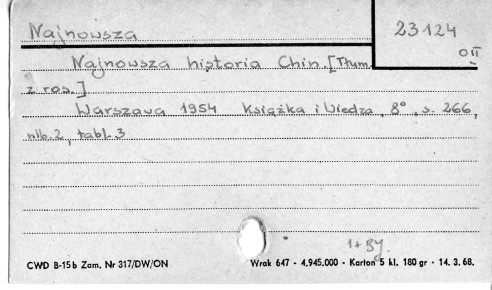 Najnowsza
23124
OII
Najnowsza historia Chin. [Tłum.
z ros.]
Warszawa 1954 Książka i Wiedza, 8°, s. 266,
nlb. 2, tabl. 3
1+By.
CWD B-15b Zam. Nr 317/DW/ON
Wrak 647 - 4.945.000 - Karton 5 kl. 180 gr - 14. 3. 68.